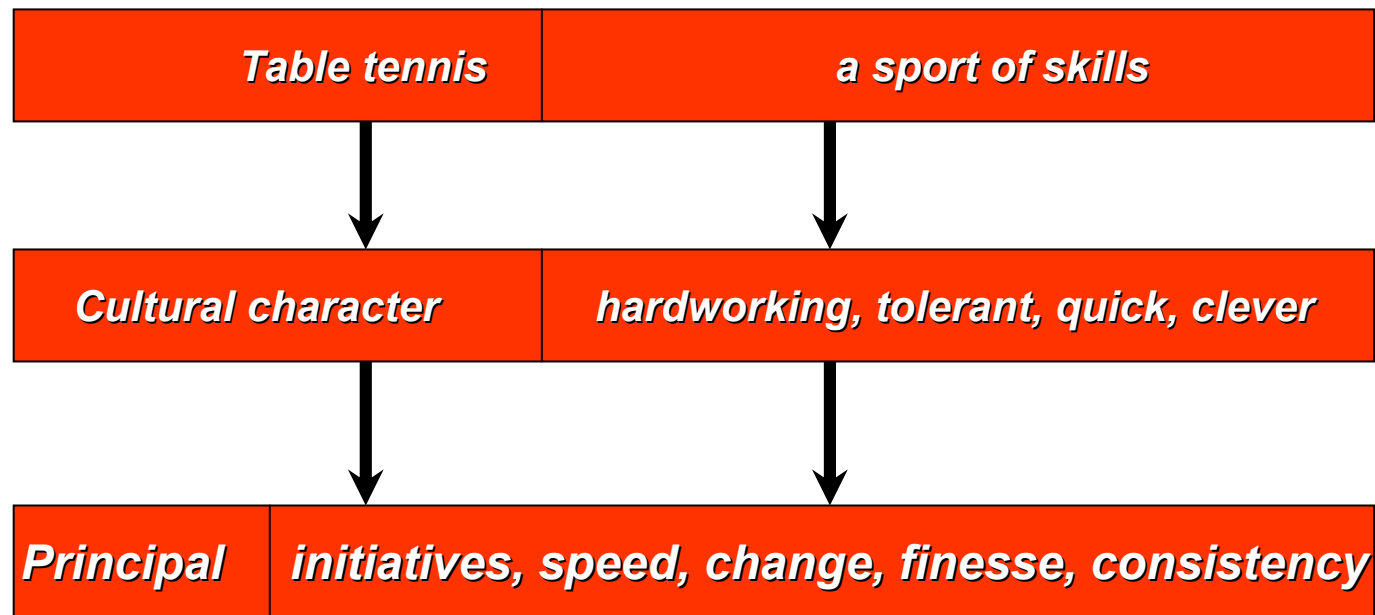 Table tennis
a sport of skills
Cultural character
hardworking, tolerant, quick, clever
Principal
initiatives, speed, change, finesse, consistency